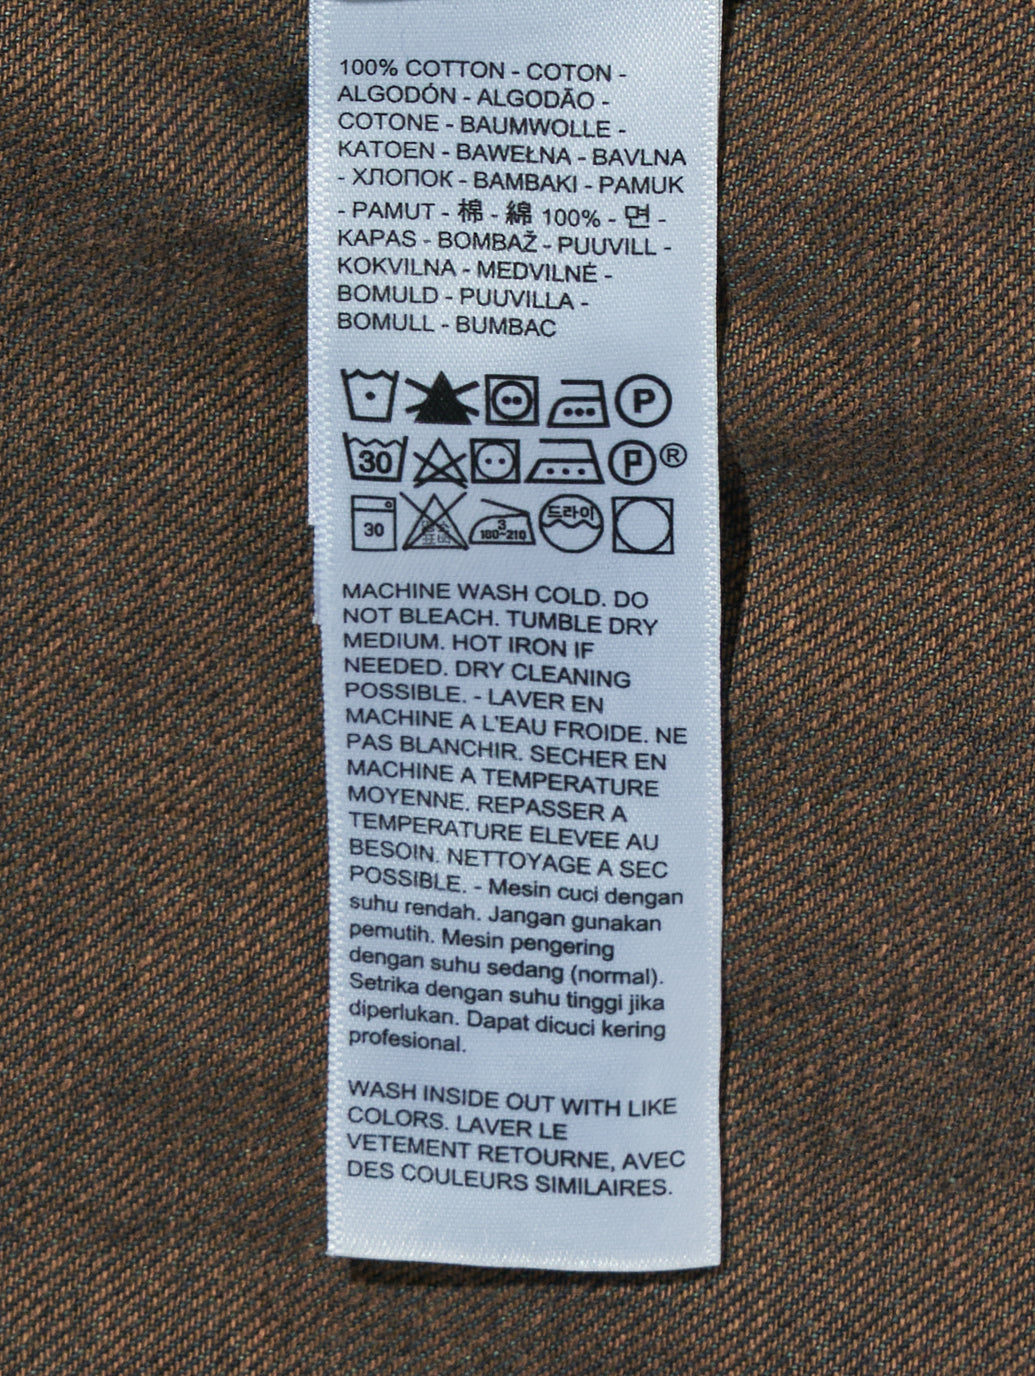 100% COTTON - COTON -
ALGODÓN - ALGODÃO -
COTONE - BAUMWOLLE -
KATOEN - BAWEŁNA - BAVLNA
- ХЛОПОК - BAMBAKI - PAMUK
- PAMUT - 棉 - 綿 100% - 면 -
KAPAS - BOMBAŽ - PUUVILL -
KOKVILNA - MEDVILNĖ -
BOMULD - PUUVILLA -
BOMULL - BUMBAC
P
30 P ®
30 3 180~210 드라이
MACHINE WASH COLD. DO
NOT BLEACH. TUMBLE DRY
MEDIUM. HOT IRON IF
NEEDED. DRY CLEANING
POSSIBLE. - LAVER EN
MACHINE A L'EAU FROIDE. NE
PAS BLANCHIR. SECHER EN
MACHINE A TEMPERATURE
MOYENNE. REPASSER A
TEMPERATURE ELEVEE AU
BESOIN. NETTOYAGE A SEC
POSSIBLE. - Mesin cuci dengan
suhu rendah. Jangan gunakan
pemutih. Mesin pengering
dengan suhu sedang (normal).
Setrika dengan suhu tinggi jika
diperlukan. Dapat dicuci kering
profesional.
WASH INSIDE OUT WITH LIKE
COLORS. LAVER LE
VETEMENT RETOURNE, AVEC
DES COULEURS SIMILAIRES.